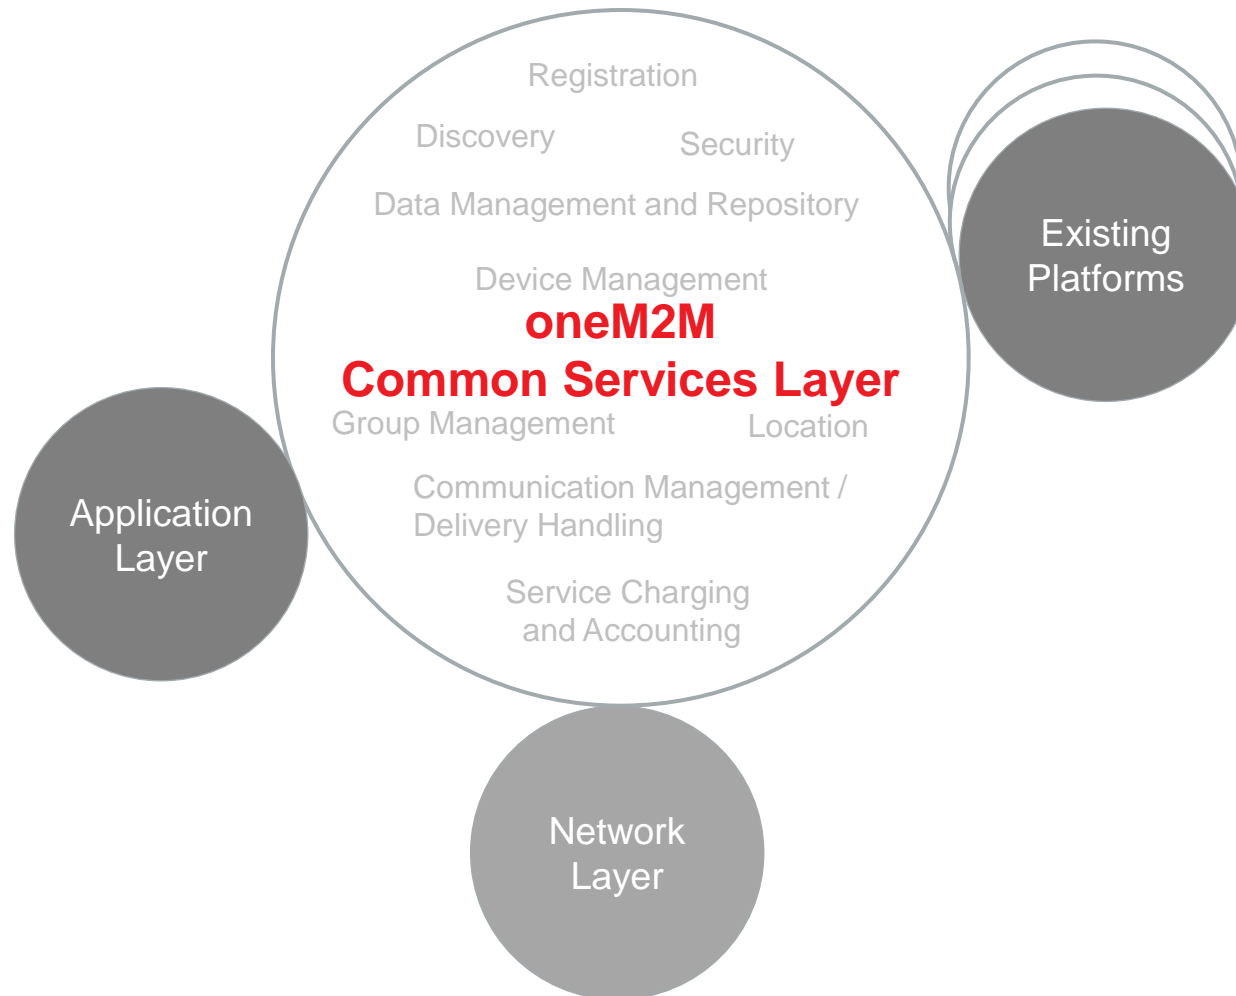 Registration
Discovery
Security
Data Management and Repository
Existing
Platforms
Device Management
oneM2M
Common Services Layer
Group Management
Location
Communication Management /
Delivery Handling
Application
Layer
Service Charging
and Accounting
Network
Layer